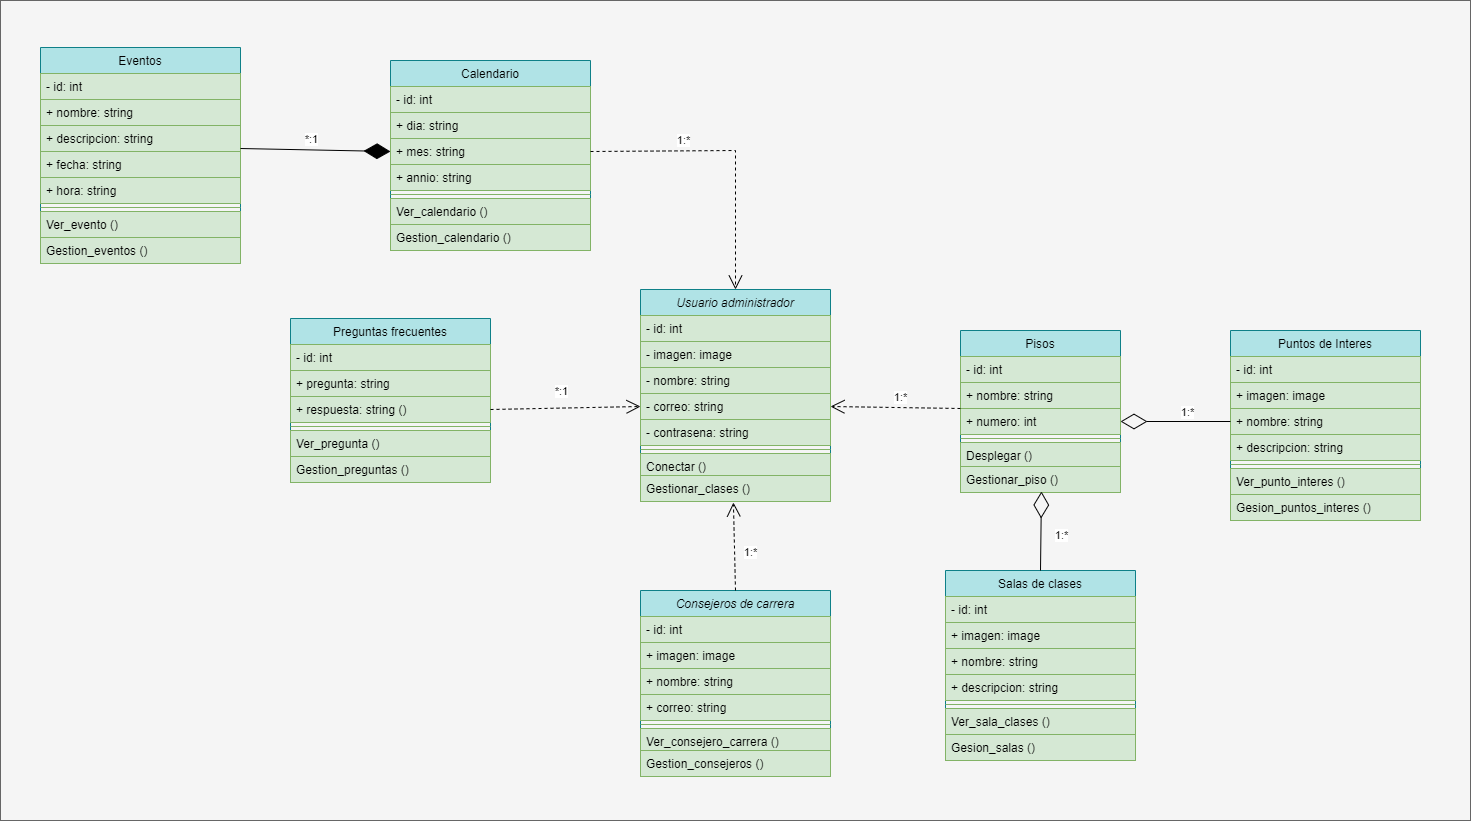 Eventos
- id: int
+ nombre: string
+ descripcion: string
+ fecha: string
+ hora: string
Ver_evento ()
Gestion_eventos ()
*:1
Calendario
- id: int
+ dia: string
+ mes: string
+ annio: string
Ver_calendario ()
Gestion_calendario ()
1:*
Preguntas frecuentes
- id: int
+ pregunta: string
+ respuesta: string ()
Ver_pregunta ()
Gestion_preguntas ()
*:1
Usuario administrador
- id: int
- imagen: image
- nombre: string
- correo: string
- contrasena: string
Conectar ()
Gestionar_clases ()
1:*
Pisos
- id: int
+ nombre: string
+ numero: int
Desplegar ()
Gestionar_piso ()
1:*
Puntos de Interes
- id: int
+ imagen: image
+ nombre: string
+ descripcion: string
Ver_punto_interes ()
Gesion_puntos_interes ()
1:*
Consejeros de carrera
- id: int
+ imagen: image
+ nombre: string
+ correo: string
Ver_consejero_carrera ()
Gestion_consejeros ()
1:*
Salas de clases
- id: int
+ imagen: image
+ nombre: string
+ descripcion: string
Ver_sala_clases ()
Gesion_salas ()